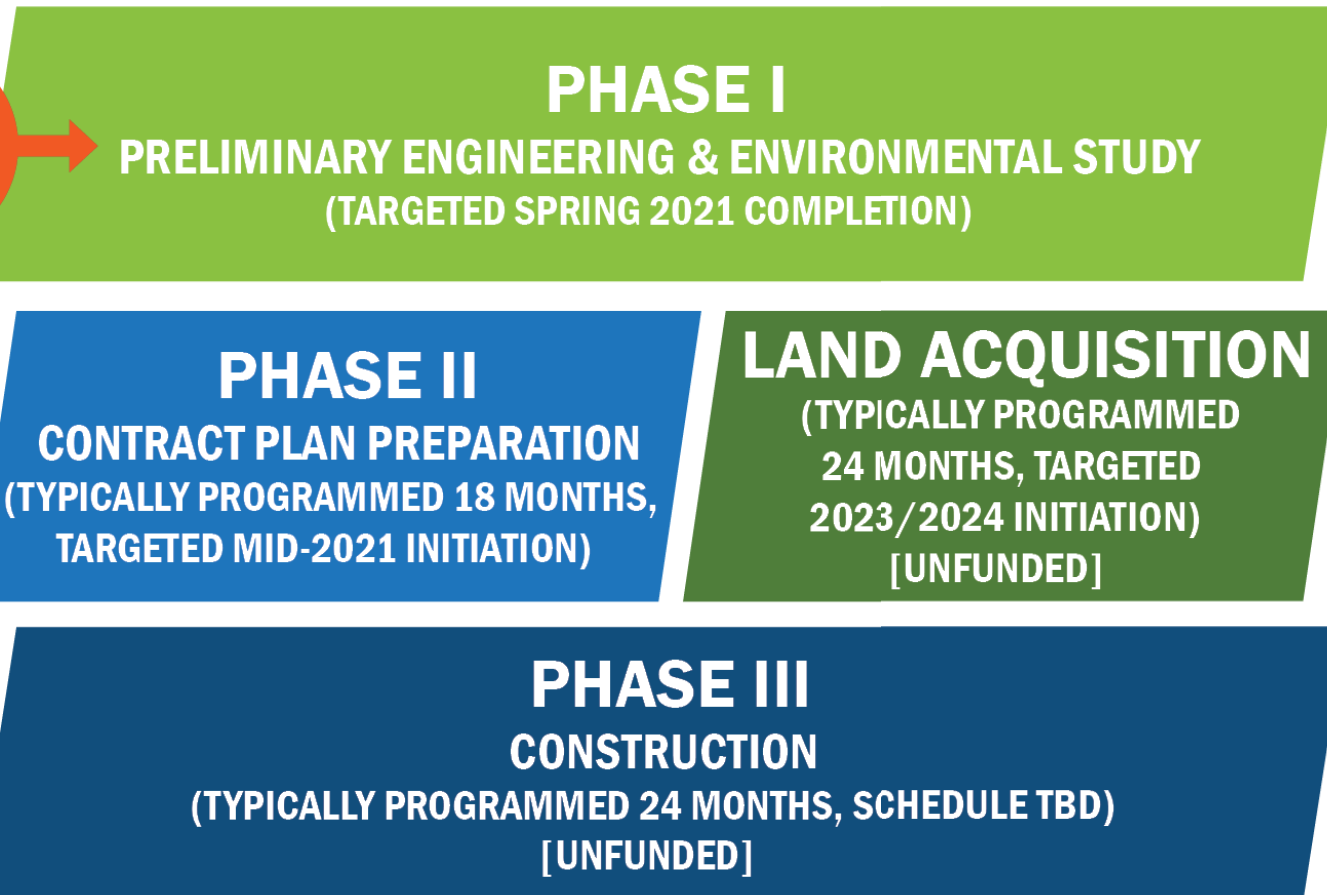 PHASE I
PRELIMINARY ENGINEERING & ENVIRONMENTAL STUDY
(TARGETED SPRING 2021 COMPLETION)
PHASE II
CONTRACT PLAN PREPARATION
(TYPICALLY PROGRAMMED 18 MONTHS,
TARGETED MID-2021 INITIATION)
LAND ACQUISITION
(TYPICALLY PROGRAMMED
24 MONTHS, TARGETED
2023/2024 INITIATION)
[UNFUNDED]
PHASE III
CONSTRUCTION
(TYPICALLY PROGRAMMED 24 MONTHS, SCHEDULE TBD)
[UNFUNDED]